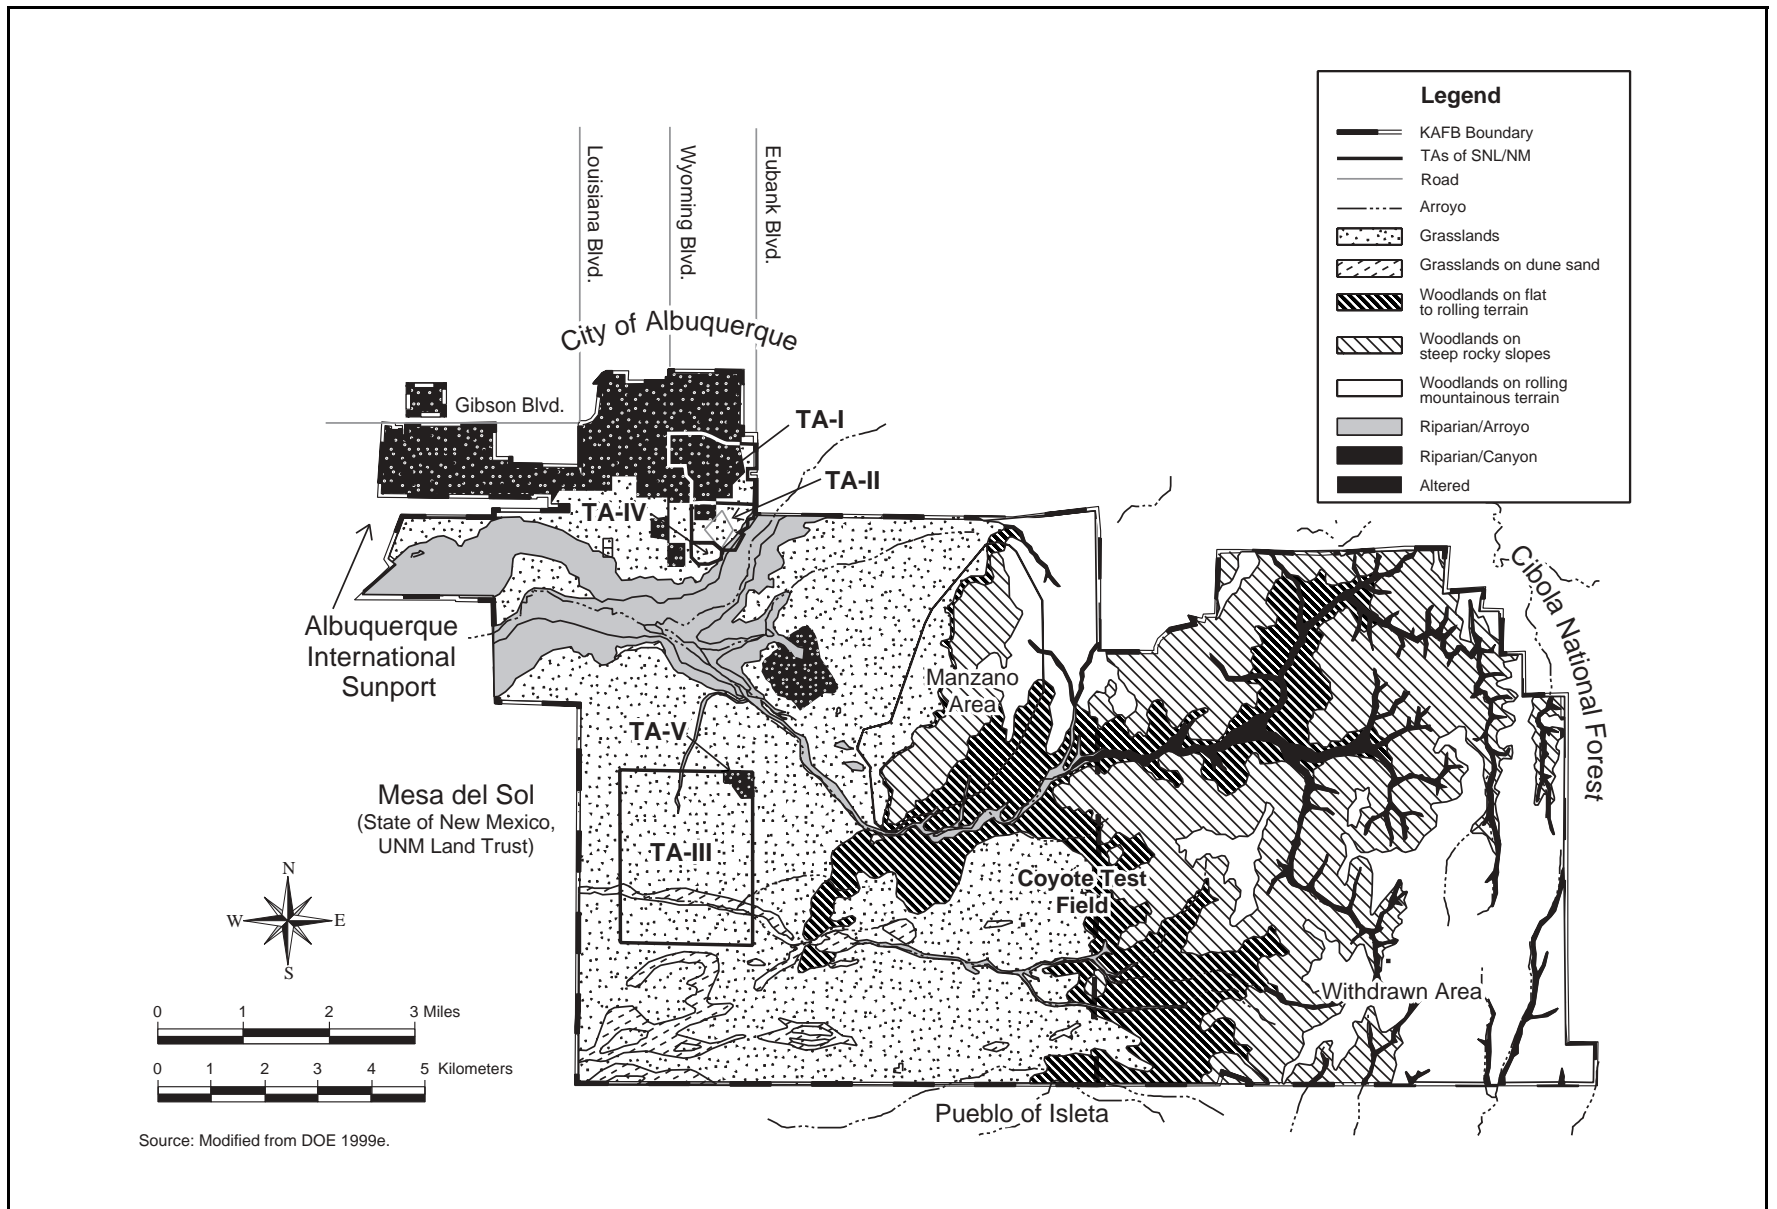 Legend
KAFB Boundary
TAs of SNL/NM
Road
Arroyo
Grasslands
Grasslands on dune sand
Woodlands on flat
to rolling terrain
Woodlands on
steep rocky slopes
Woodlands on rolling
mountainous terrain
Riparian/Arroyo
Riparian/Canyon
Altered
Louisiana Blvd.
Wyoming Blvd.
Eubank Blvd.
City of Albuquerque
Gibson Blvd.
TA-I
TA-II
TA-IV
Albuquerque
International
Sunport
Cibola National Forest
Manzano
Area
TA-V
Mesa del Sol
(State of New Mexico,
UNM Land Trust)
TA-III
Coyote Test
Field
N
W
E
S
Withdrawn Area
0 1 2 3 Miles
0 1 2 3 4 5 Kilometers
Pueblo of Isleta
Source: Modified from DOE 1999e.